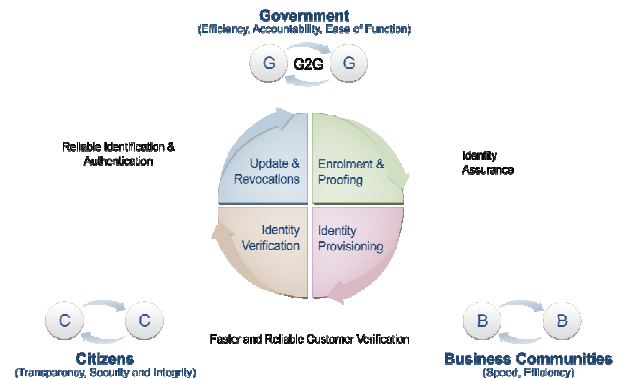 Government
(Efficiency, Accountability, Ease of Function)
G G2G G
Reliable Identification &
Authentication
Update &
Revocations
Enrolment &
Proofing
Identity
Assurance
Identity
Verification
Identity
Provisioning
C C
Citizens
(Transparency, Security and Integrity)
Faster and Reliable Customer Verification
B B
Business Communities
(Speed, Efficiency)